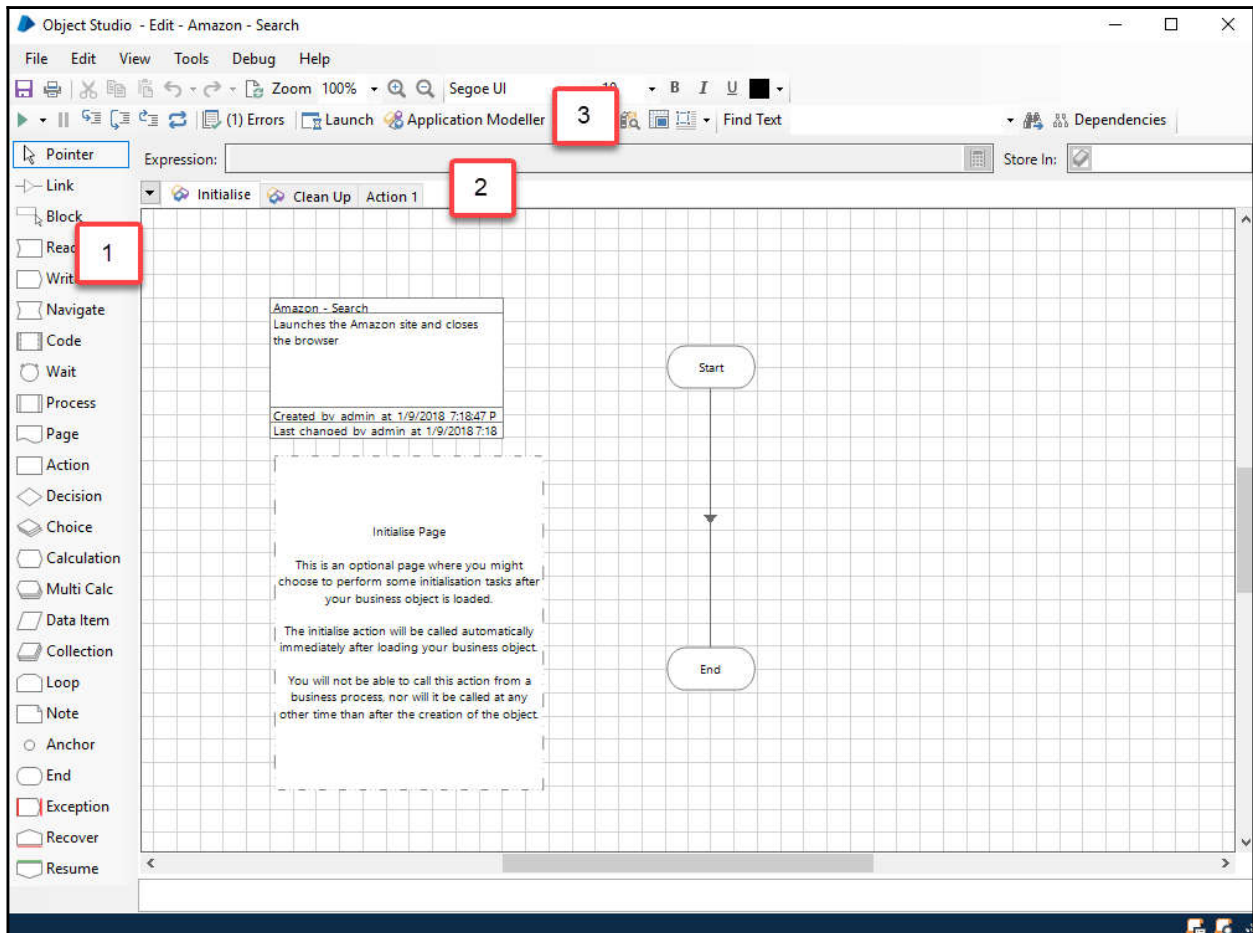 Object Studio - Edit - Amazon - Search
File Edit View Tools Debug Help
Zoom 100% Segoe UI 10 B I U
(1) Errors Launch Application Modeller 3 Find Text Dependencies
Pointer
Expression: Store In:
Link
Initialise Clean Up Action 1 2
Block
Read
1
Write
Navigate
Code
Wait
Process
Page
Action
Decision
Choice
Calculation
Multi Calc
Data Item
Collection
Loop
Note
Anchor
End
Exception
Recover
Resume
Amazon - Search
Launches the Amazon site and closes
the browser
Created by admin at 1/9/2018 7:18:47 P
Last changed by admin at 1/9/2018 7:18
Initialise Page
This is an optional page where you might
choose to perform some initialisation tasks after
your business object is loaded.
The initialise action will be called automatically
immediately after loading your business object.
You will not be able to call this action from a
business process, nor will it be called at any
other time than after the creation of the object.
Start
End